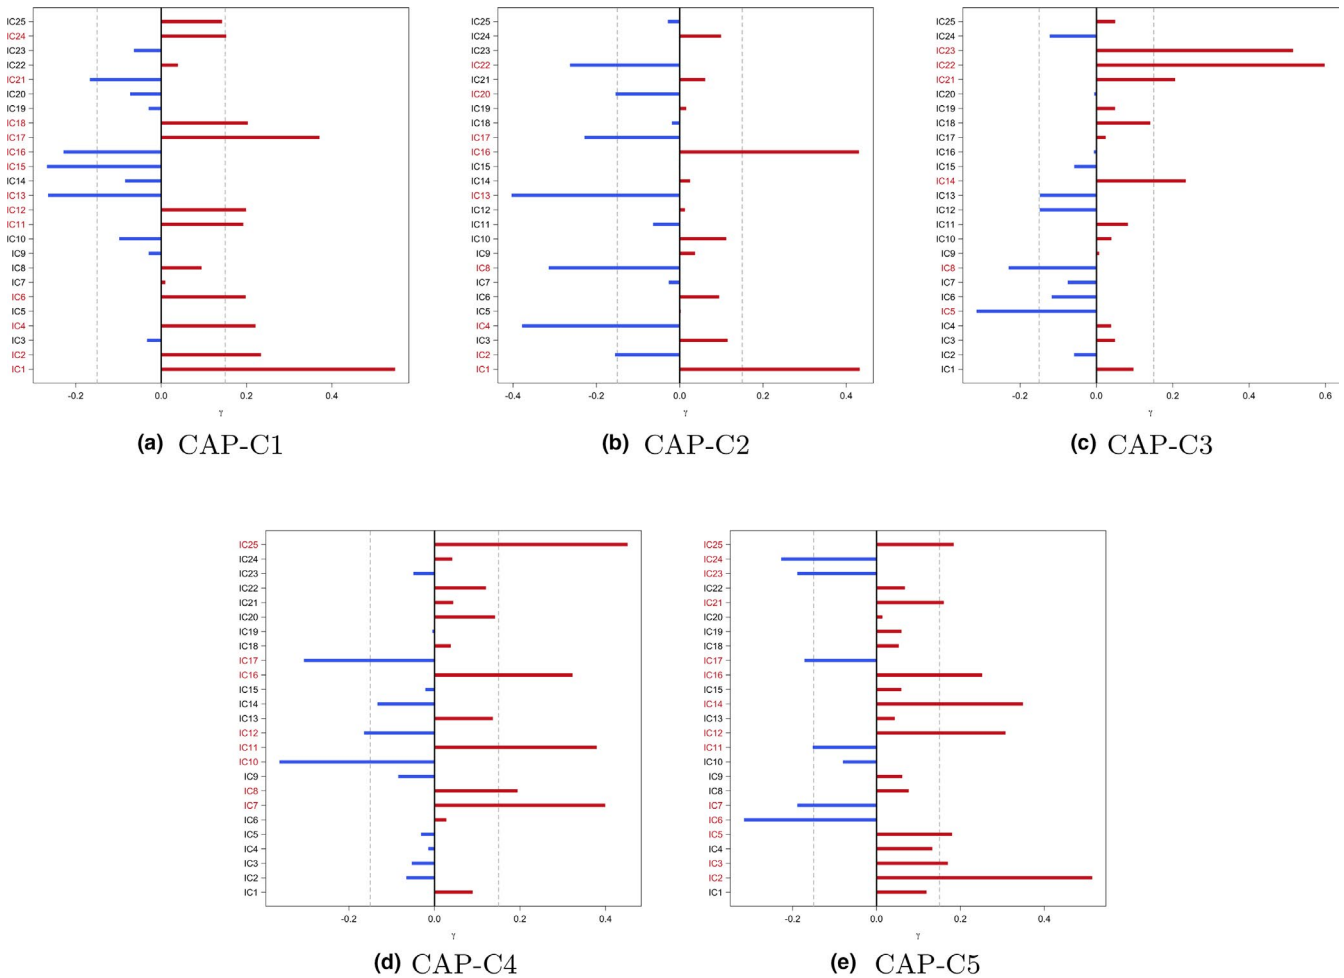 IC25
IC24
IC23
IC22
IC21
IC20
IC19
IC18
IC17
IC16
IC15
IC14
IC13
IC12
IC11
IC10
IC9
IC8
IC7
IC6
IC5
IC4
IC3
IC2
IC1
-0.2 0.0 0.2 0.4
γ
(a) CAP-C1
IC25
IC24
IC23
IC22
IC21
IC20
IC19
IC18
IC17
IC16
IC15
IC14
IC13
IC12
IC11
IC10
IC9
IC8
IC7
IC6
IC5
IC4
IC3
IC2
IC1
-0.4 -0.2 0.0 0.2 0.4
γ
(b) CAP-C2
IC25
IC24
IC23
IC22
IC21
IC20
IC19
IC18
IC17
IC16
IC15
IC14
IC13
IC12
IC11
IC10
IC9
IC8
IC7
IC6
IC5
IC4
IC3
IC2
IC1
-0.2 0.0 0.2 0.4 0.6
γ
(c) CAP-C3
IC25
IC24
IC23
IC22
IC21
IC20
IC19
IC18
IC17
IC16
IC15
IC14
IC13
IC12
IC11
IC10
IC9
IC8
IC7
IC6
IC5
IC4
IC3
IC2
IC1
-0.2 0.0 0.2 0.4
γ
(d) CAP-C4
IC25
IC24
IC23
IC22
IC21
IC20
IC19
IC18
IC17
IC16
IC15
IC14
IC13
IC12
IC11
IC10
IC9
IC8
IC7
IC6
IC5
IC4
IC3
IC2
IC1
-0.2 0.0 0.2 0.4
γ
(e) CAP-C5